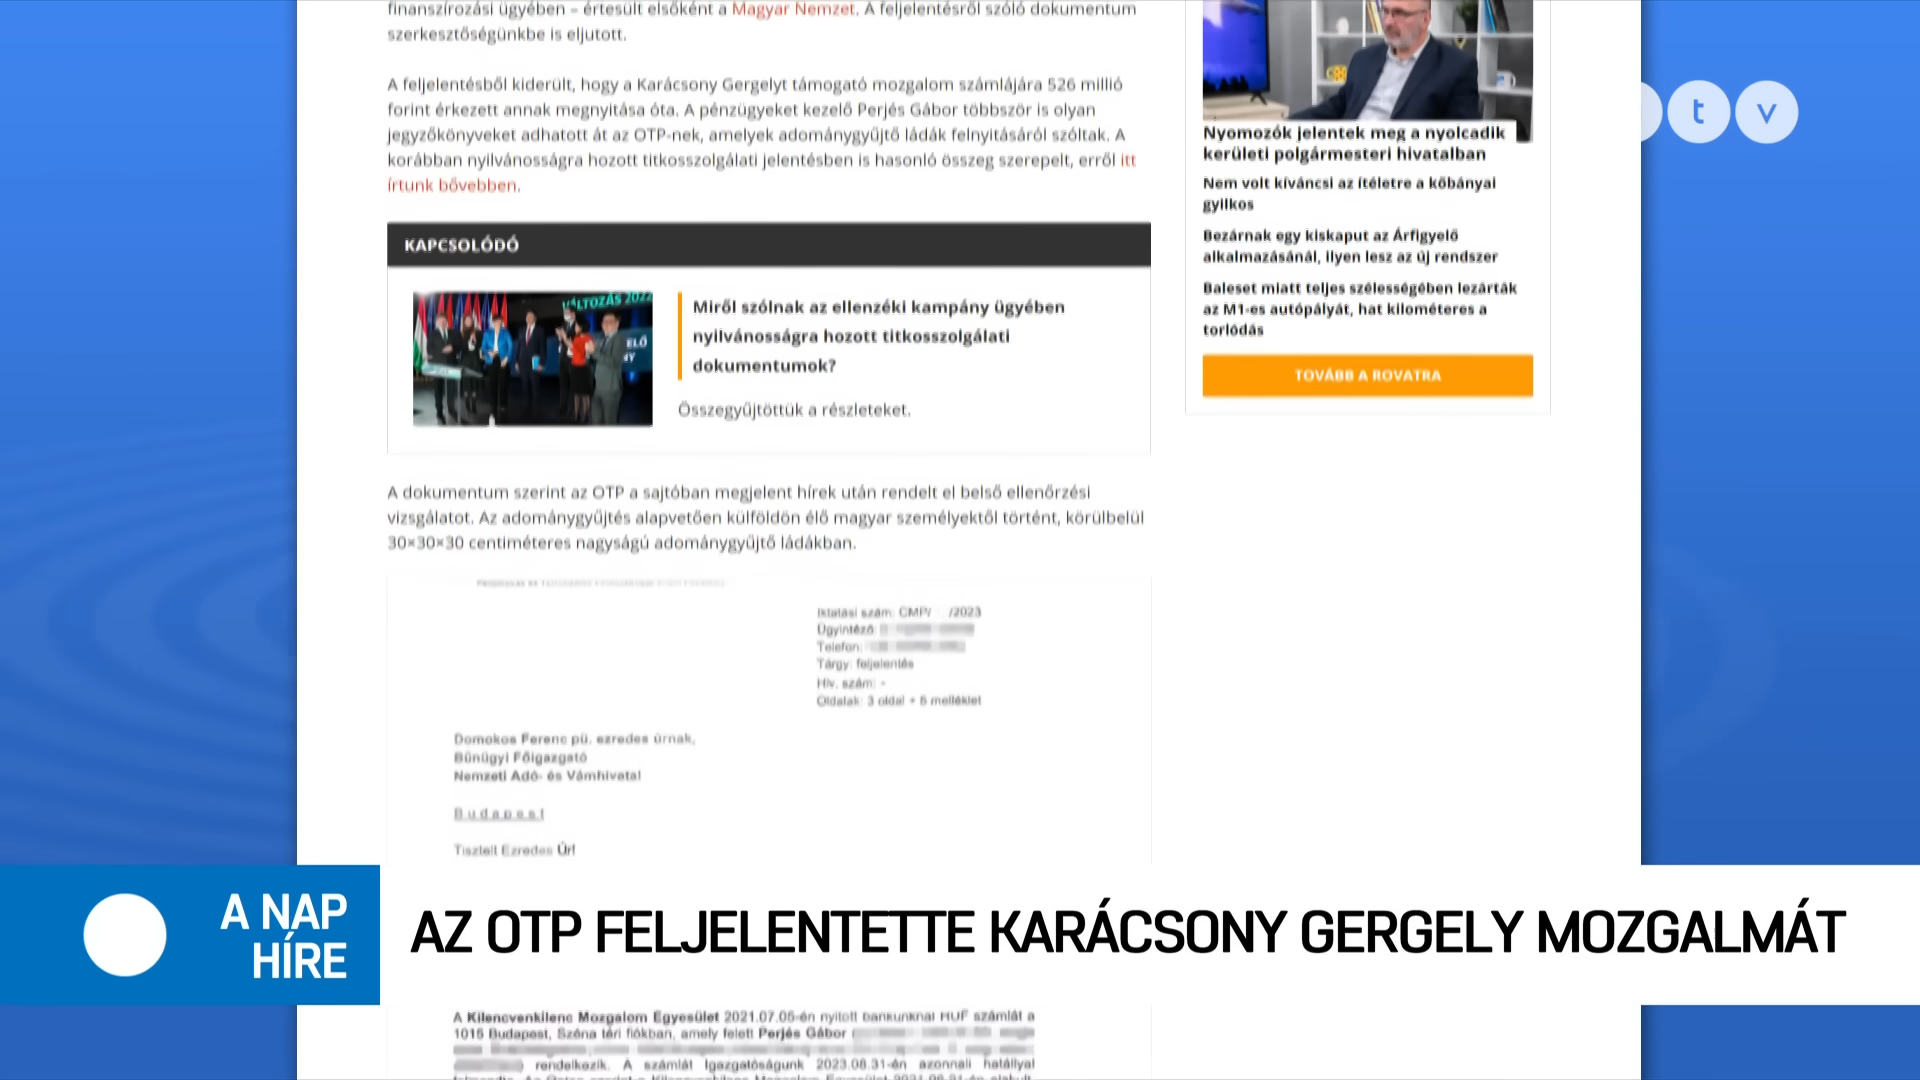 finanszírozási ügyében – értesült elsőként a Magyar Nemzet. A feljelentésről szóló dokumentum
szerkesztőségünkbe is eljutott.
A feljelentésből kiderült, hogy a Karácsony Gergelyt támogató mozgalom számlájára 526 millió
forint érkezett annak megnyitása óta. A pénzügyeket kezelő Perjés Gábor többször is olyan
jegyzőkönyveket adhatott át az OTP-nek, amelyek adománygyűjtő ládák felnyitásáról szóltak. A
korábban nyilvánosságra hozott titkosszolgálati jelentésben is hasonló összeg szerepelt, erről itt
írtunk bővebben.
KAPCSOLÓDÓ
VÁLTOZÁS 2022
Miről szólnak az ellenzéki kampány ügyében
nyilvánosságra hozott titkosszolgálati
dokumentumok?
Összegyűjtöttük a részleteket.
A dokumentum szerint az OTP a sajtóban megjelent hírek után rendelt el belső ellenőrzési
vizsgálatot. Az adománygyűjtés alapvetően külföldön élő magyar személyektől történt, körülbelül
30×30×30 centiméteres nagyságú adománygyűjtő ládákban.
Iktatási szám: CMP/ /2023
Ügyintéző:
Telefon:
Tárgy: feljelentés
Hiv. szám: -
Oldalak: 3 oldal + 6 melléklet
Domokos Ferenc pü. ezredes úrnak,
Bűnügyi Főigazgató
Nemzeti Adó- és Vámhivatal
Budapest
Tisztelt Ezredes Úr!
A Kilencvenkilenc Mozgalom Egyesület 2021.07.05-én nyitott bankunknál HUF számlát a
1015 Budapest, Széna téri fiókban, amely felett Perjés Gábor (
rendelkezik. A számlát Igazgatóságunk 2023.08.31-én azonnali hatállyal
Nyomozók jelentek meg a nyolcadik
kerületi polgármesteri hivatalban
Nem volt kíváncsi az ítéletre a kőbányai
gyilkos
Bezárnak egy kiskaput az Árfigyelő
alkalmazásánál, ilyen lesz az új rendszer
Baleset miatt teljes szélességében lezárták
az M1-es autópályát, hat kilométeres a
torlódás
TOVÁBB A ROVATRA
t v
A NAP
HÍRE
AZ OTP FELJELENTETTE KARÁCSONY GERGELY MOZGALMÁT